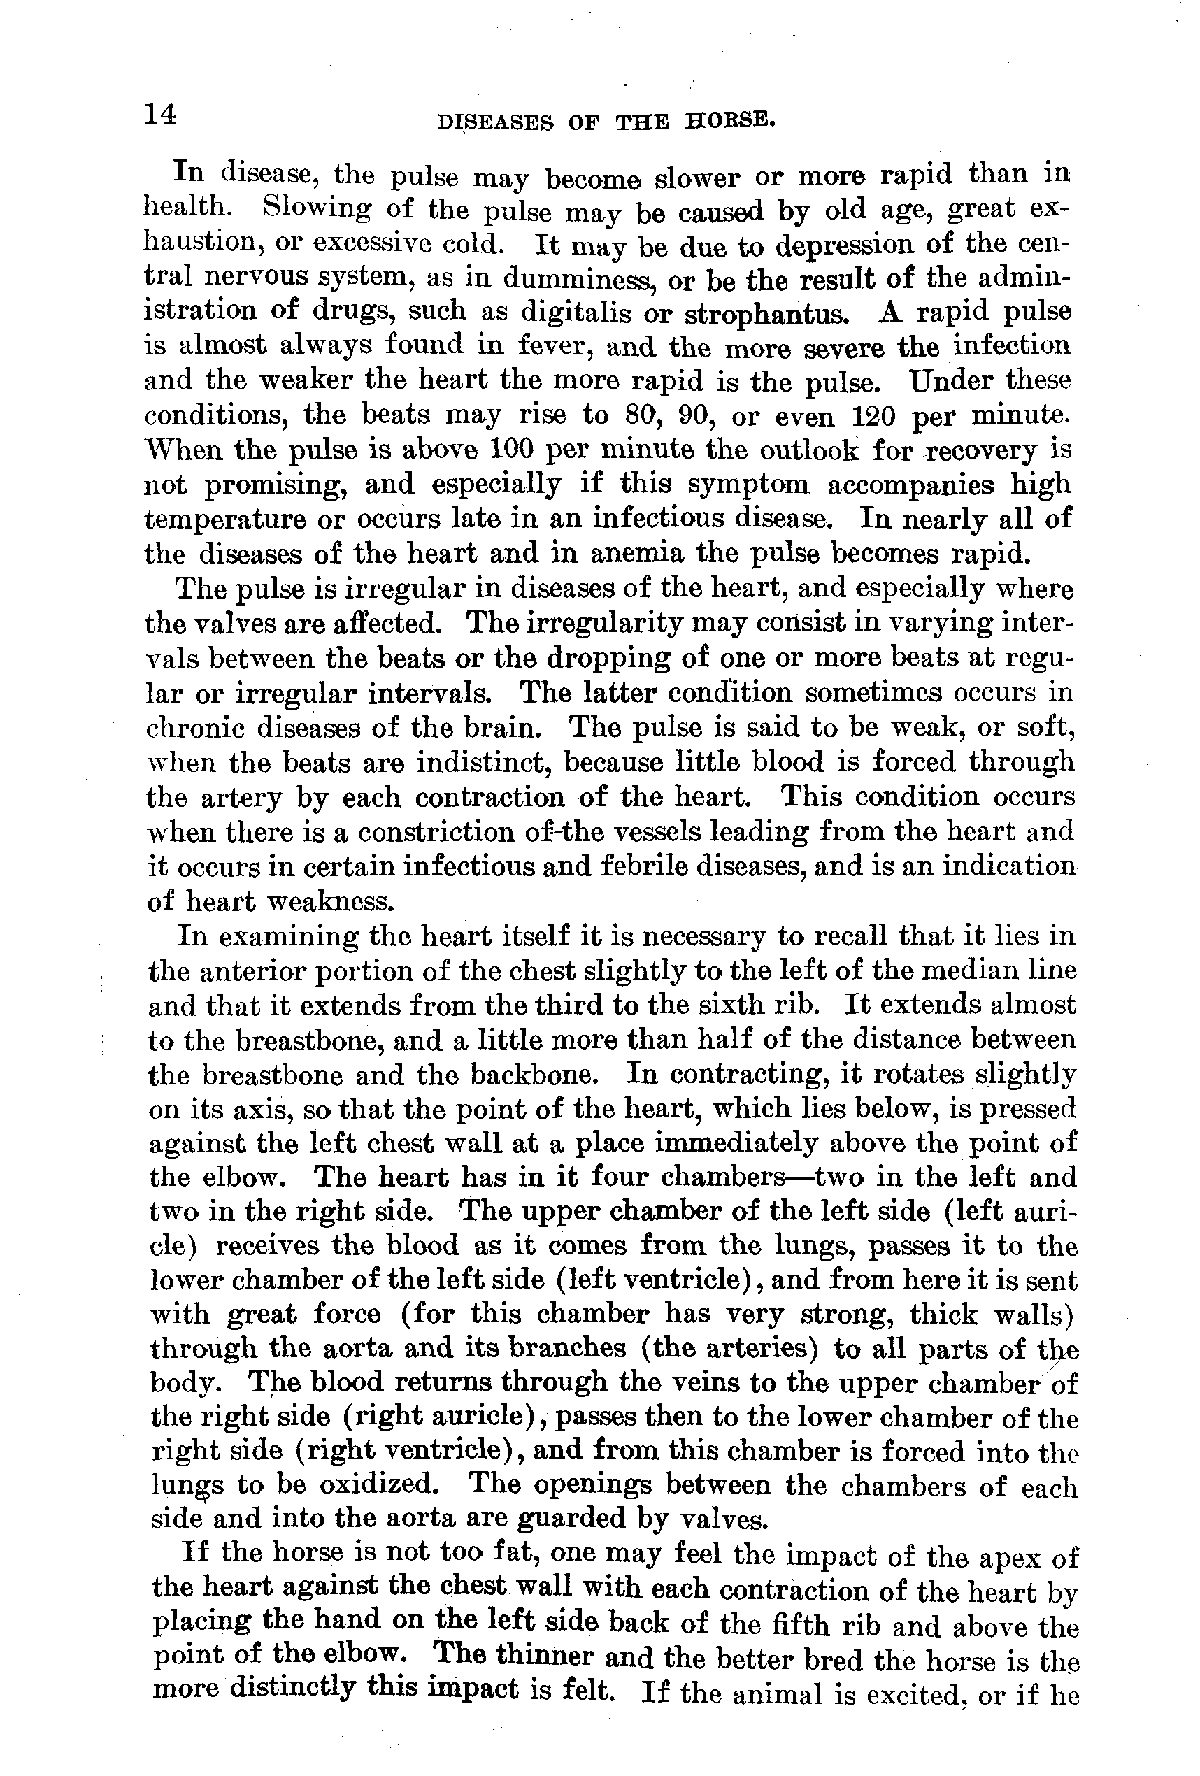 14
DISEASES OF THE HORSE.
In disease, the pulse may become slower or more rapid than in
health. Slowing of the pulse may be caused by old age, great ex-
haustion, or excessive cold. It may be due to depression of the cen-
tral nervous system, as in dumminess, or be the result of the admin-
istration of drugs, such as digitalis or strophantus. A rapid pulse
is almost always found in fever, and the more severe the infection
and the weaker the heart the more rapid is the pulse. Under these
conditions, the beats may rise to 80, 90, or even 120 per minute.
When the pulse is above 100 per minute the outlook for recovery is
not promising, and especially if this symptom accompanies high
temperature or occurs late in an infectious disease. In nearly all of
the diseases of the heart and in anemia the pulse becomes rapid.
The pulse is irregular in diseases of the heart, and especially where
the valves are affected. The irregularity may consist in varying inter-
vals between the beats or the dropping of one or more beats at regu-
lar or irregular intervals. The latter condition sometimes occurs in
chronic diseases of the brain. The pulse is said to be weak, or soft,
when the beats are indistinct, because little blood is forced through
the artery by each contraction of the heart. This condition occurs
when there is a constriction of the vessels leading from the heart and
it occurs in certain infectious and febrile diseases, and is an indication
of heart weakness.
In examining the heart itself it is necessary to recall that it lies in
the anterior portion of the chest slightly to the left of the median line
and that it extends from the third to the sixth rib. It extends almost
to the breastbone, and a little more than half of the distance between
the breastbone and the backbone. In contracting, it rotates slightly
on its axis, so that the point of the heart, which lies below, is pressed
against the left chest wall at a place immediately above the point of
the elbow. The heart has in it four chambers—two in the left and
two in the right side. The upper chamber of the left side (left auri-
cle) receives the blood as it comes from the lungs, passes it to the
lower chamber of the left side (left ventricle), and from here it is sent
with great force (for this chamber has very strong, thick walls)
through the aorta and its branches (the arteries) to all parts of the
body. The blood returns through the veins to the upper chamber of
the right side (right auricle), passes then to the lower chamber of the
right side (right ventricle), and from this chamber is forced into the
lungs to be oxidized. The openings between the chambers of each
side and into the aorta are guarded by valves.
If the horse is not too fat, one may feel the impact of the apex of
the heart against the chest wall with each contraction of the heart by
placing the hand on the left side back of the fifth rib and above the
point of the elbow. The thinner and the better bred the horse is the
more distinctly this impact is felt. If the animal is excited, or if he